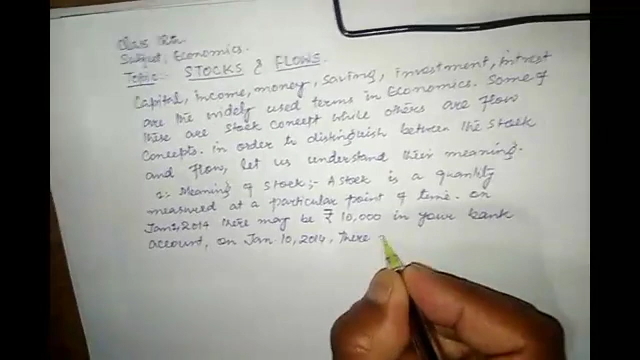 Class 12th
Subject, Economics.
Topic:- STOCKS & FLOWS.
Capital, income, money, saving, investment, intrest
are the widely used terms in Economics. Some of
these are stock concept while others are flow
concepts. In order to distinguish between the stock
and flow, let us understand their meaning.
1:- Meaning of Stock;- A stock is a quantity
measured at a particular point of time. On
Jan 1, 2014 there may be ₹ 10,000 in your bank
account, on Jan. 10, 2014, there